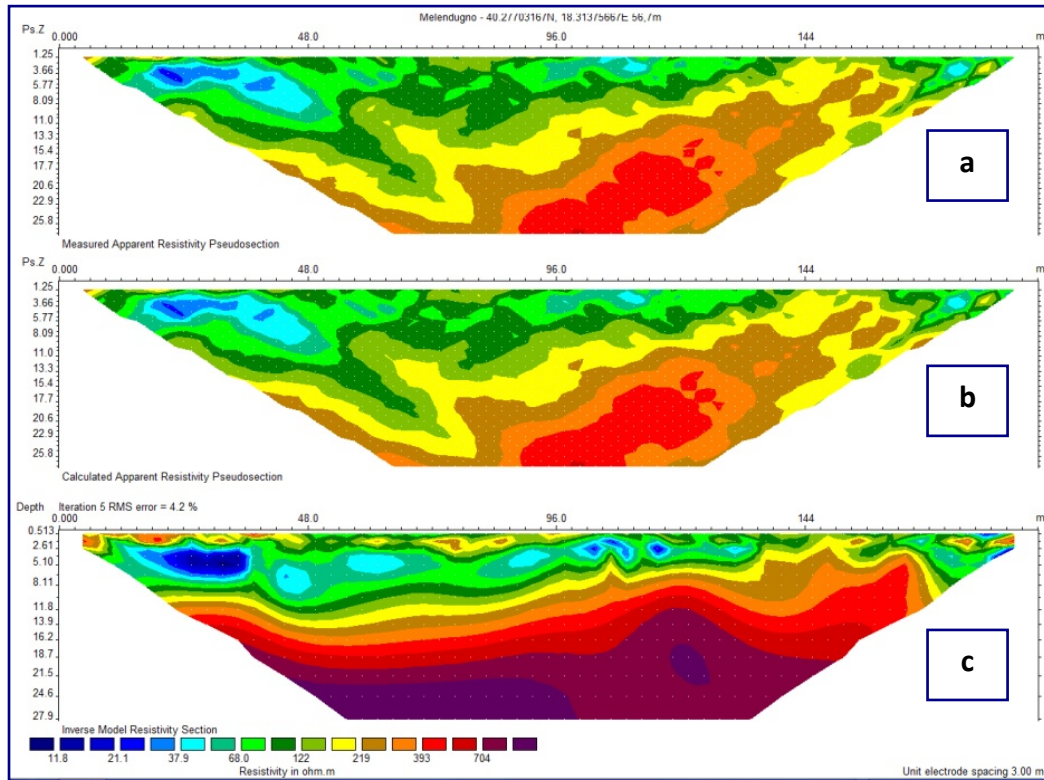 Melendugno - 40.27703167N, 18.31375667E 56,7m
Ps.Z 0.000 48.0 96.0 144 m
1.25
3.66
5.77
8.09
11.0
13.3
15.4
17.7
20.6
22.9
25.8
a
Measured Apparent Resistivity Pseudosection
Ps.Z 0.000 48.0 96.0 144 m
1.25
3.66
5.77
8.09
11.0
13.3
15.4
17.7
20.6
22.9
25.8
b
Calculated Apparent Resistivity Pseudosection
Depth Iteration 5 RMS error = 4.2 %
0.000 48.0 96.0 144 m
0.513
2.61
5.10
8.11
11.8
13.9
16.2
18.7
21.5
24.6
27.9
c
Inverse Model Resistivity Section
11.8 21.1 37.9 68.0 122 219 393 704
Resistivity in ohm.m
Unit electrode spacing 3.00 m